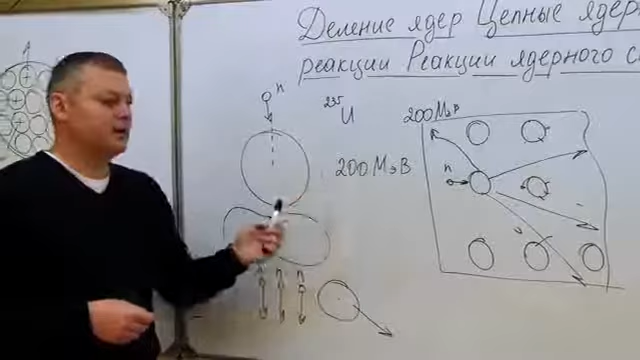 Деление ядер Цепные ядер
реакции Реакции ядерного с
n
235
U
200 МэВ
200 МэВ
n
n n n